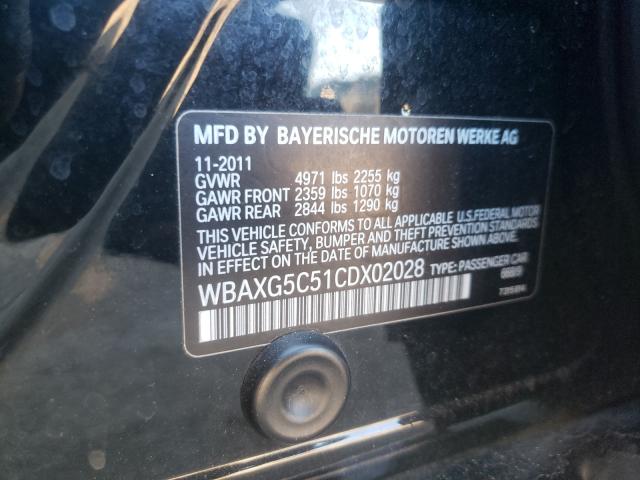 MFD BY BAYERISCHE MOTOREN WERKE AG
11-2011
GVWR 4971 lbs 2255 kg
GAWR FRONT 2359 lbs 1070 kg
GAWR REAR 2844 lbs 1290 kg
THIS VEHICLE CONFORMS TO ALL APPLICABLE U.S.FEDERAL MOTOR
VEHICLE SAFETY, BUMPER AND THEFT PREVENTION STANDARDS
IN EFFECT ON THE DATE OF MANUFACTURE SHOWN ABOVE.
WBAXG5C51CDX02028 TYPE: PASSENGER CAR